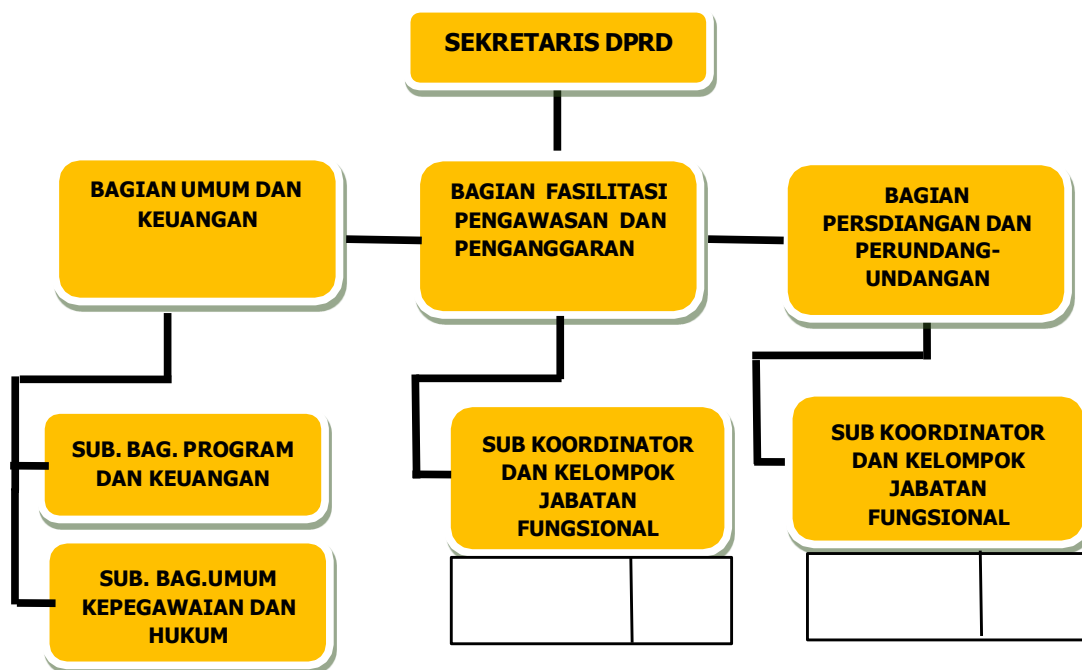 SEKRETARIS DPRD
BAGIAN UMUM DAN
KEUANGAN
BAGIAN FASILITASI
PENGAWASAN DAN
PENGANGGARAN
BAGIAN
PERSDIANGAN DAN
PERUNDANG-
UNDANGAN
SUB. BAG. PROGRAM
DAN KEUANGAN
SUB. BAG.UMUM
KEPEGAWAIAN DAN
HUKUM
SUB KOORDINATOR
DAN KELOMPOK
JABATAN
FUNGSIONAL
SUB KOORDINATOR
DAN KELOMPOK
JABATAN
FUNGSIONAL